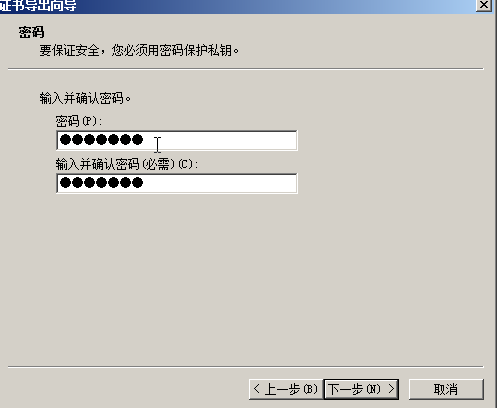 证书导出向导
密码
要保证安全，您必须用密码保护私钥。
输入并确认密码。
密码(P):
●●●●●●●
输入并确认密码(必需)(C):
●●●●●●●
< 上一步(B) 下一步(N) > 取消